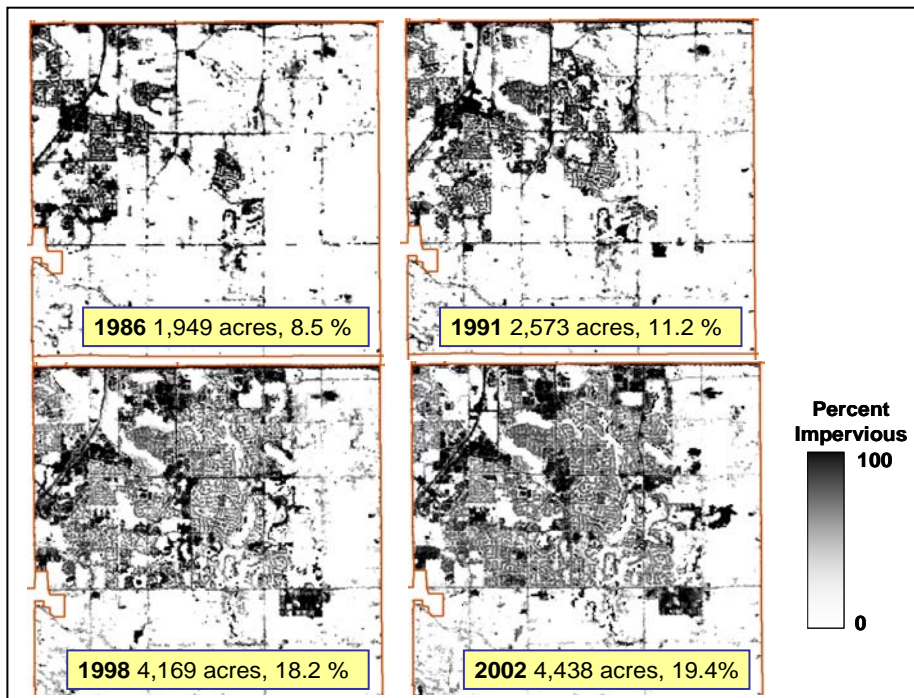 1986 1,949 acres, 8.5 %
1991 2,573 acres, 11.2 %
1998 4,169 acres, 18.2 %
2002 4,438 acres, 19.4%
Percent
Impervious
100
0